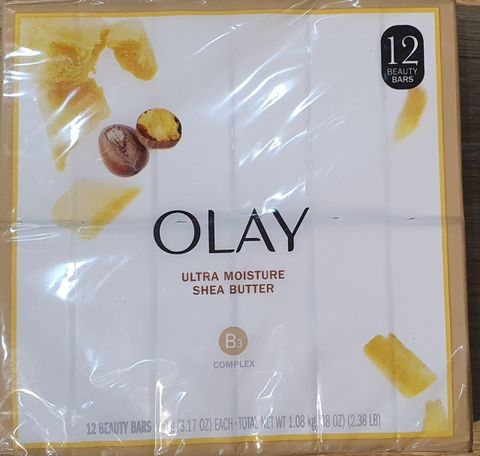 12
BEAUTY
BARS
OLAY
ULTRA MOISTURE
SHEA BUTTER
B3
COMPLEX
12 BEAUTY BARS (3.17 OZ) EACH · TOTAL NET WT 1.08 kg OZ) (2.38 LB)